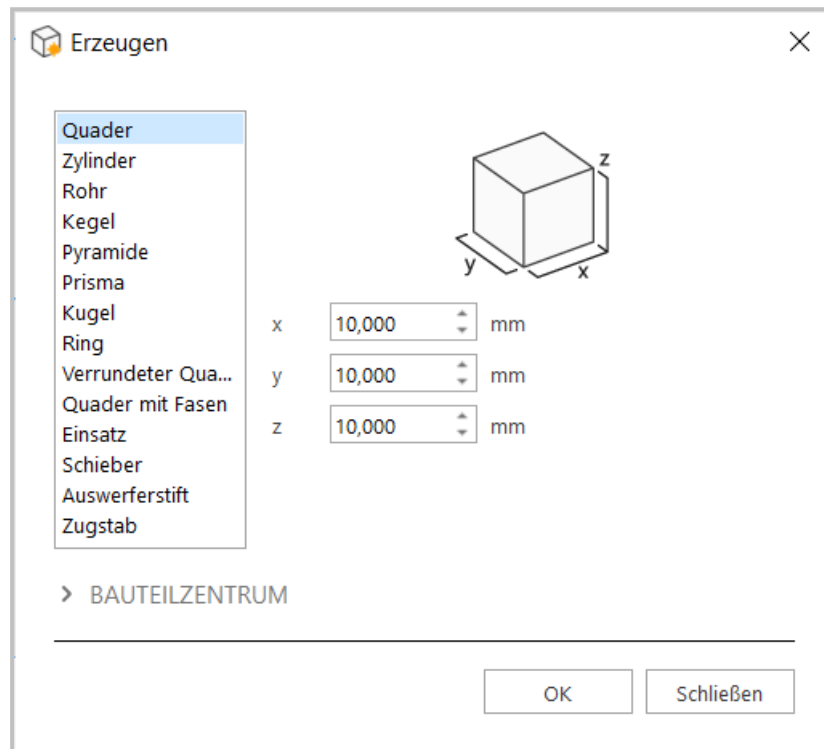 Erzeugen
Quader
Zylinder
Rohr
Kegel
Pyramide
Prisma
Kugel
Ring
Verrundeter Qua...
Quader mit Fasen
Einsatz
Schieber
Auswerferstift
Zugstab
z
y
x
x 10,000 mm
y 10,000 mm
z 10,000 mm
BAUTEILZENTRUM
OK Schließen